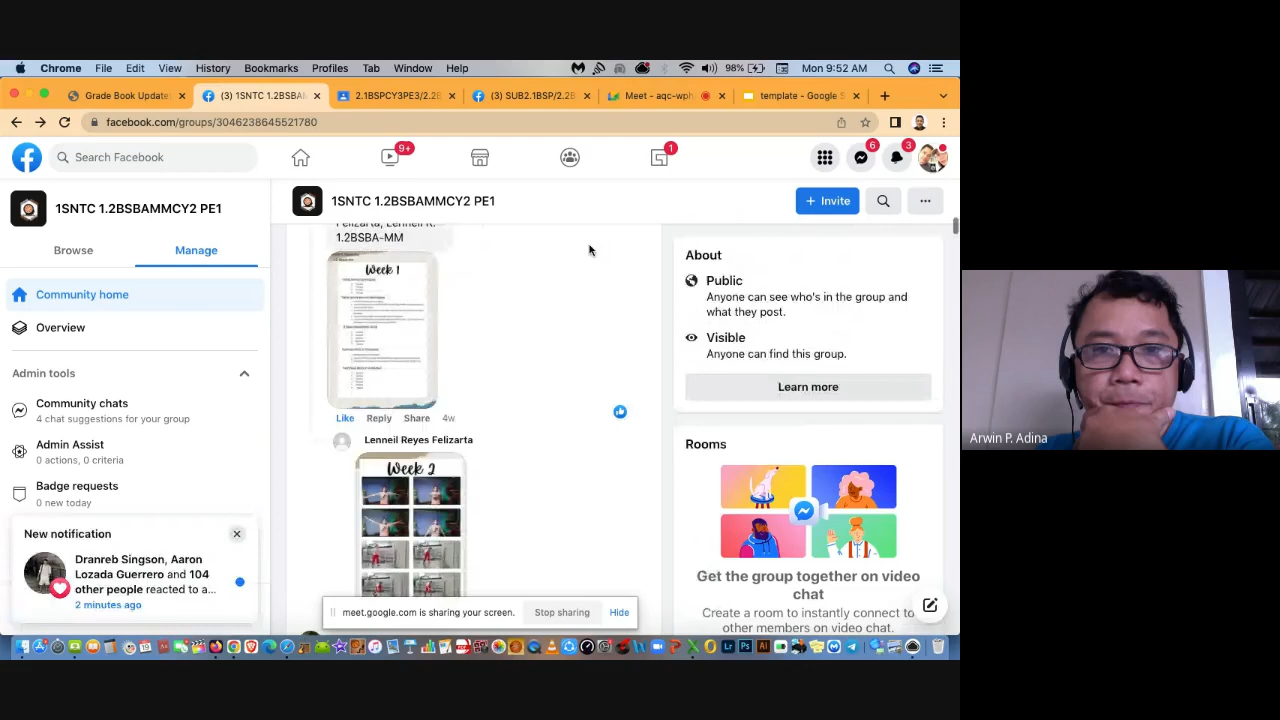 Chrome File Edit View History Bookmarks Profiles Tab Window Help 98% Mon 9:52 AM
Grade Book Update (3) 1SNTC 1.2BSBA 2.1BSPCY3PE3/2.2B (3) SUB2.1BSP/2.2B Meet - aqc-wph template - Google S
facebook.com/groups/3046238645521780
Search Facebook 9+ 1 6 3
1SNTC 1.2BSBAMMCY2 PE1
Browse Manage
Community home
Overview
Admin tools
Community chats
4 chat suggestions for your group
Admin Assist
0 actions, 0 criteria
Badge requests
0 new today
New notification
Dranreb Singson, Aaron
Lozada Guerrero and 104
other people reacted to a...
2 minutes ago
1SNTC 1.2BSBAMMCY2 PE1
+ Invite
Felizarta, Lenneil R.
1.2BSBA-MM
Week 1
Like Reply Share 4w
Lenneil Reyes Felizarta
Week 2
meet.google.com is sharing your screen. Stop sharing Hide
About
Public
Anyone can see who's in the group and
what they post.
Visible
Anyone can find this group.
Learn more
Rooms
Get the group together on video
chat
Create a room to instantly connect to
other members on video chat.
Arwin P. Adina